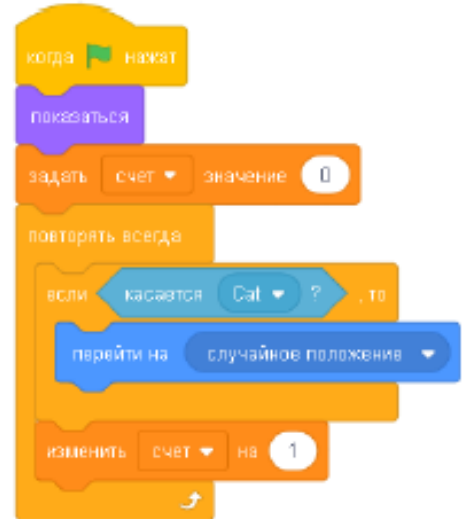 когда нажат
показаться
задать счет значение 0
повторять всегда
если касается Cat ? , то
перейти на случайное положение
изменить счет на 1